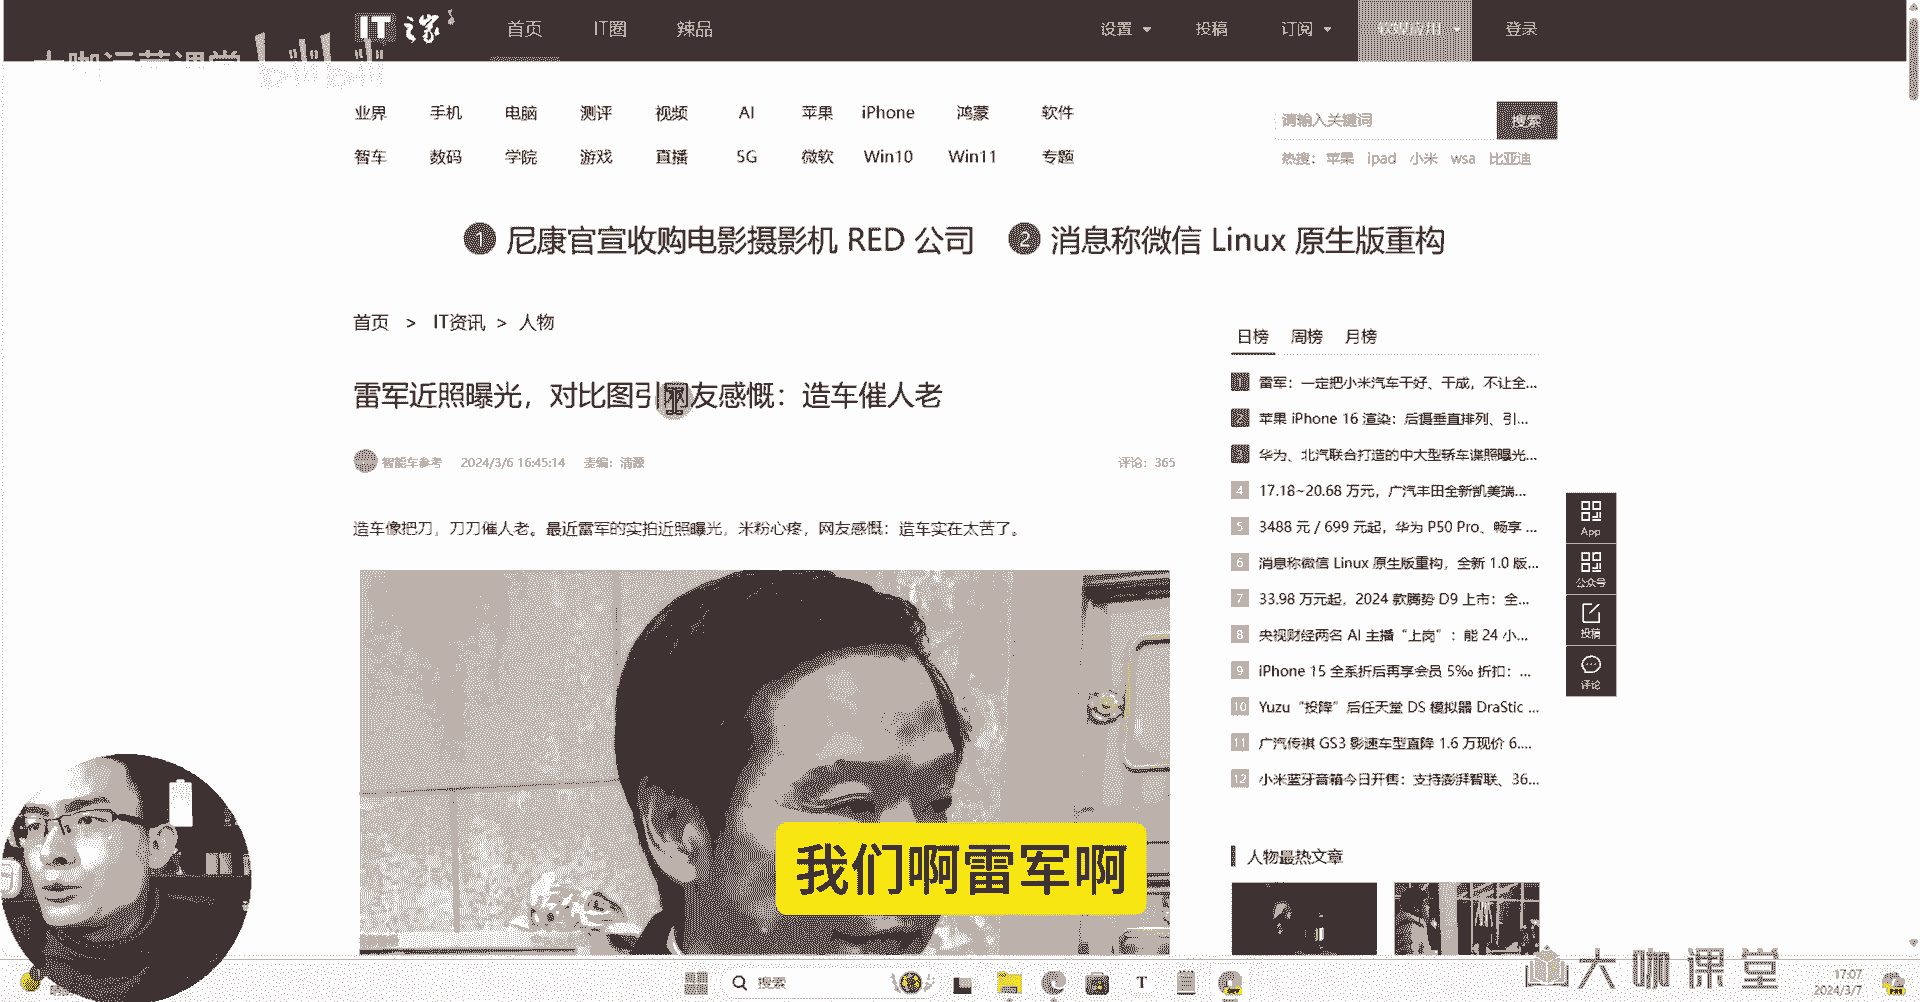 IT之家
首页 IT圈 辣品 设置 投稿 订阅 软媒应用 登录
大咖运营课堂 bilibili
业界 手机 电脑 测评 视频 AI 苹果 iPhone 鸿蒙 软件
请输入关键词 搜索
智车 数码 学院 游戏 直播 5G 微软 Win10 Win11 专题
热搜: 苹果 ipad 小米 wsa 比亚迪
1 尼康官宣收购电影摄影机 RED 公司 2 消息称微信 Linux 原生版重构
首页 > IT资讯 > 人物
雷军近照曝光，对比图引网友感慨：造车催人老
智能车参考 2024/3/6 16:45:14 责编：清源 评论：365
造车像把刀，刀刀催人老。最近雷军的实拍近照曝光，米粉心疼，网友感慨：造车实在太苦了。
日榜 周榜 月榜
1 雷军：一定把小米汽车干好、干成，不让全...
2 苹果 iPhone 16 渲染：后摄垂直排列、引...
3 华为、北汽联合打造的中大型轿车谍照曝光...
4 17.18~20.68 万元，广汽丰田全新凯美瑞...
5 3488 元 / 699 元起，华为 P50 Pro、畅享 ...
6 消息称微信 Linux 原生版重构，全新 1.0 版...
7 33.98 万元起，2024 款腾势 D9 上市：全...
8 央视财经两名 AI 主播“上岗”：能 24 小...
9 iPhone 15 全系折后再享会员 5‰ 折扣：...
10 Yuzu“投降”后任天堂 DS 模拟器 DraStic ...
11 广汽传祺 GS3 影速车型直降 1.6 万现价 6....
12 小米蓝牙音箱今日开售：支持澎湃智联、36...
App
公众号
投稿
评论
人物最热文章
我们啊雷军啊
大咖课堂
搜索
T
17:07
2024/3/7